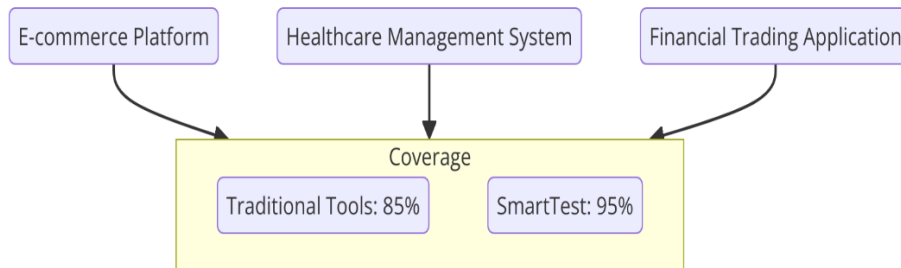 E-commerce Platform
Healthcare Management System
Financial Trading Application
Coverage
Traditional Tools: 85%
SmartTest: 95%